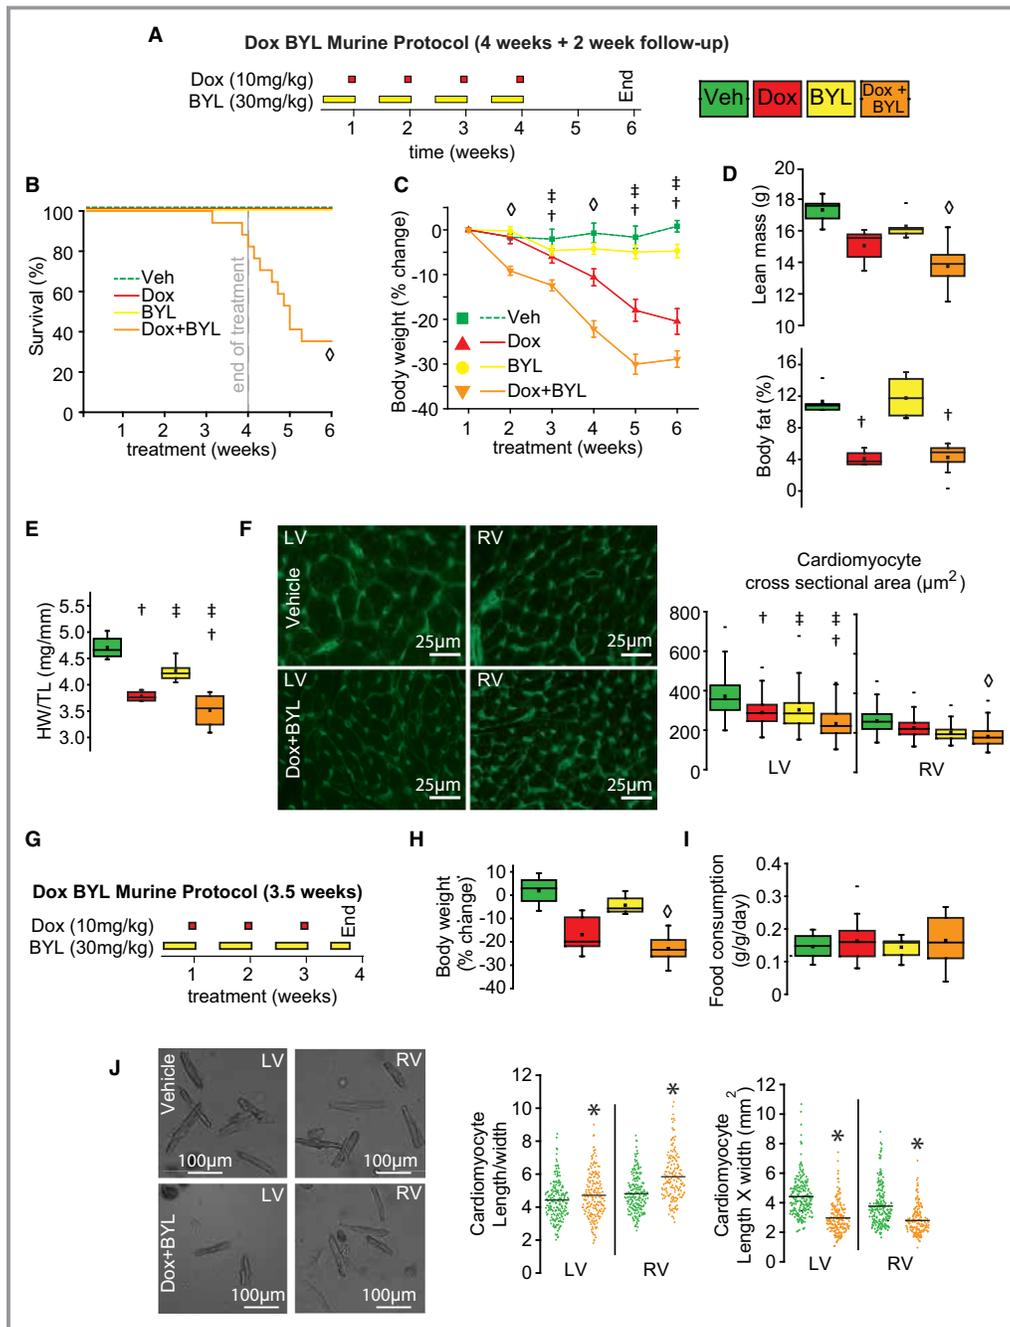 A
Dox BYL Murine Protocol (4 weeks + 2 week follow-up)
Dox (10mg/kg)
BYL (30mg/kg)
End
1 2 3 4 5 6
time (weeks)
Veh Dox BYL Dox + BYL
B
Survival (%)
100
80
60
40
20
0
Veh
Dox
BYL
Dox+BYL
end of treatment
◊
1 2 3 4 5 6
treatment (weeks)
C
Body weight (% change)
0
-10
-20
-30
-40
◊ ‡ † ◊ ‡ † ‡ †
Veh
Dox
BYL
Dox+BYL
1 2 3 4 5 6
treatment (weeks)
D
Lean mass (g)
20
18
16
14
12
10
◊
Body fat (%)
16
12
8
4
0
† †
E
HW/TL (mg/mm)
5.5
5.0
4.5
4.0
3.5
3.0
† ‡ ‡ †
F
LV RV
Vehicle
25µm 25µm
LV RV
Dox+BYL
25µm 25µm
Cardiomyocyte
cross sectional area (µm2)
800
600
400
200
0
† ‡ ‡ † ◊
LV RV
G
Dox BYL Murine Protocol (3.5 weeks)
Dox (10mg/kg)
BYL (30mg/kg)
End
1 2 3 4
treatment (weeks)
H
Body weight
(% change)
10
0
-10
-20
-30
-40
◊
I
Food consumption
(g/g/day)
0.4
0.3
0.2
0.1
0
J
Vehicle
LV RV
100µm 100µm
Dox+BYL
LV RV
100µm 100µm
Cardiomyocyte
Length/width
12
10
8
6
4
2
0
* *
LV RV
Cardiomyocyte
Length X width (mm2)
12
10
8
6
4
2
0
* *
LV RV